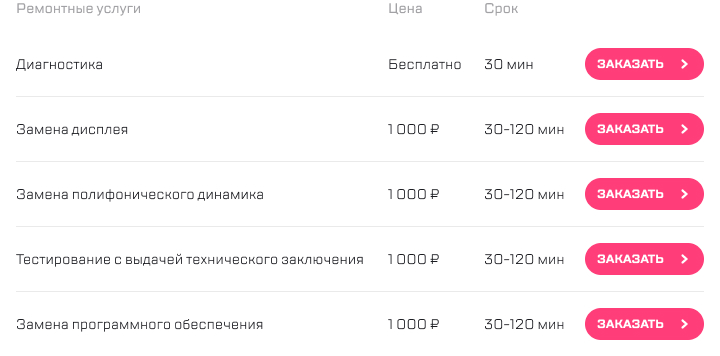 Ремонтные услуги Цена Срок
Диагностика Бесплатно 30 мин ЗАКАЗАТЬ
Замена дисплея 1 000 ₽ 30-120 мин ЗАКАЗАТЬ
Замена полифонического динамика 1 000 ₽ 30-120 мин ЗАКАЗАТЬ
Тестирование с выдачей технического заключения 1 000 ₽ 30-120 мин ЗАКАЗАТЬ
Замена программного обеспечения 1 000 ₽ 30-120 мин ЗАКАЗАТЬ